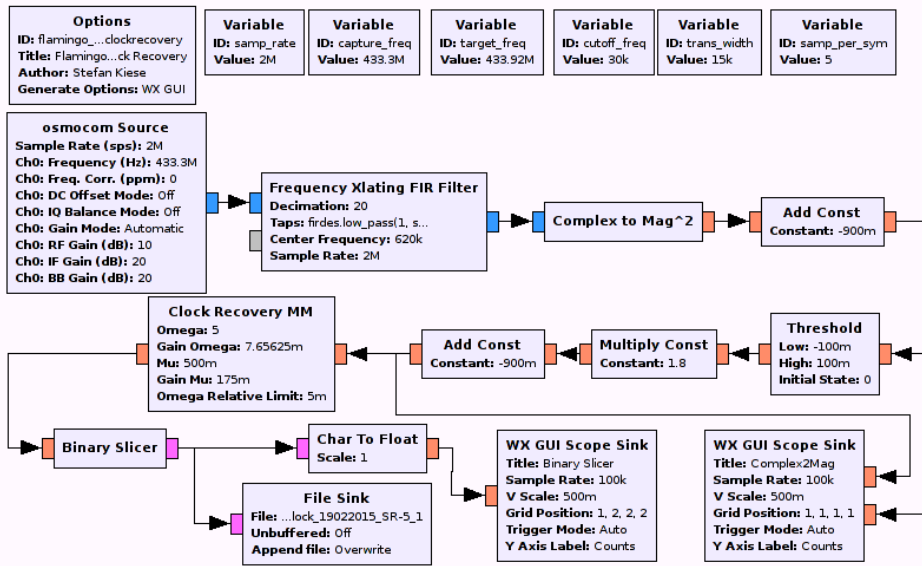 Options
ID: flamingo_...clockrecovery
Title: Flamingo...ck Recovery
Author: Stefan Kiese
Generate Options: WX GUI
Variable
ID: samp_rate
Value: 2M
Variable
ID: capture_freq
Value: 433.3M
Variable
ID: target_freq
Value: 433.92M
Variable
ID: cutoff_freq
Value: 30k
Variable
ID: trans_width
Value: 15k
Variable
ID: samp_per_sym
Value: 5
osmocom Source
Sample Rate (sps): 2M
Ch0: Frequency (Hz): 433.3M
Ch0: Freq. Corr. (ppm): 0
Ch0: DC Offset Mode: Off
Ch0: IQ Balance Mode: Off
Ch0: Gain Mode: Automatic
Ch0: RF Gain (dB): 10
Ch0: IF Gain (dB): 20
Ch0: BB Gain (dB): 20
Frequency Xlating FIR Filter
Decimation: 20
Taps: firdes.low_pass(1, s...
Center Frequency: 620k
Sample Rate: 2M
Complex to Mag^2
Add Const
Constant: -900m
Clock Recovery MM
Omega: 5
Gain Omega: 7.65625m
Mu: 500m
Gain Mu: 175m
Omega Relative Limit: 5m
Add Const
Constant: -900m
Multiply Const
Constant: 1.8
Threshold
Low: -100m
High: 100m
Initial State: 0
Binary Slicer
Char To Float
Scale: 1
File Sink
File: ...lock_19022015_SR-5_1
Unbuffered: Off
Append file: Overwrite
WX GUI Scope Sink
Title: Binary Slicer
Sample Rate: 100k
V Scale: 500m
Grid Position: 1, 2, 2, 2
Trigger Mode: Auto
Y Axis Label: Counts
WX GUI Scope Sink
Title: Complex2Mag
Sample Rate: 100k
V Scale: 500m
Grid Position: 1, 1, 1, 1
Trigger Mode: Auto
Y Axis Label: Counts